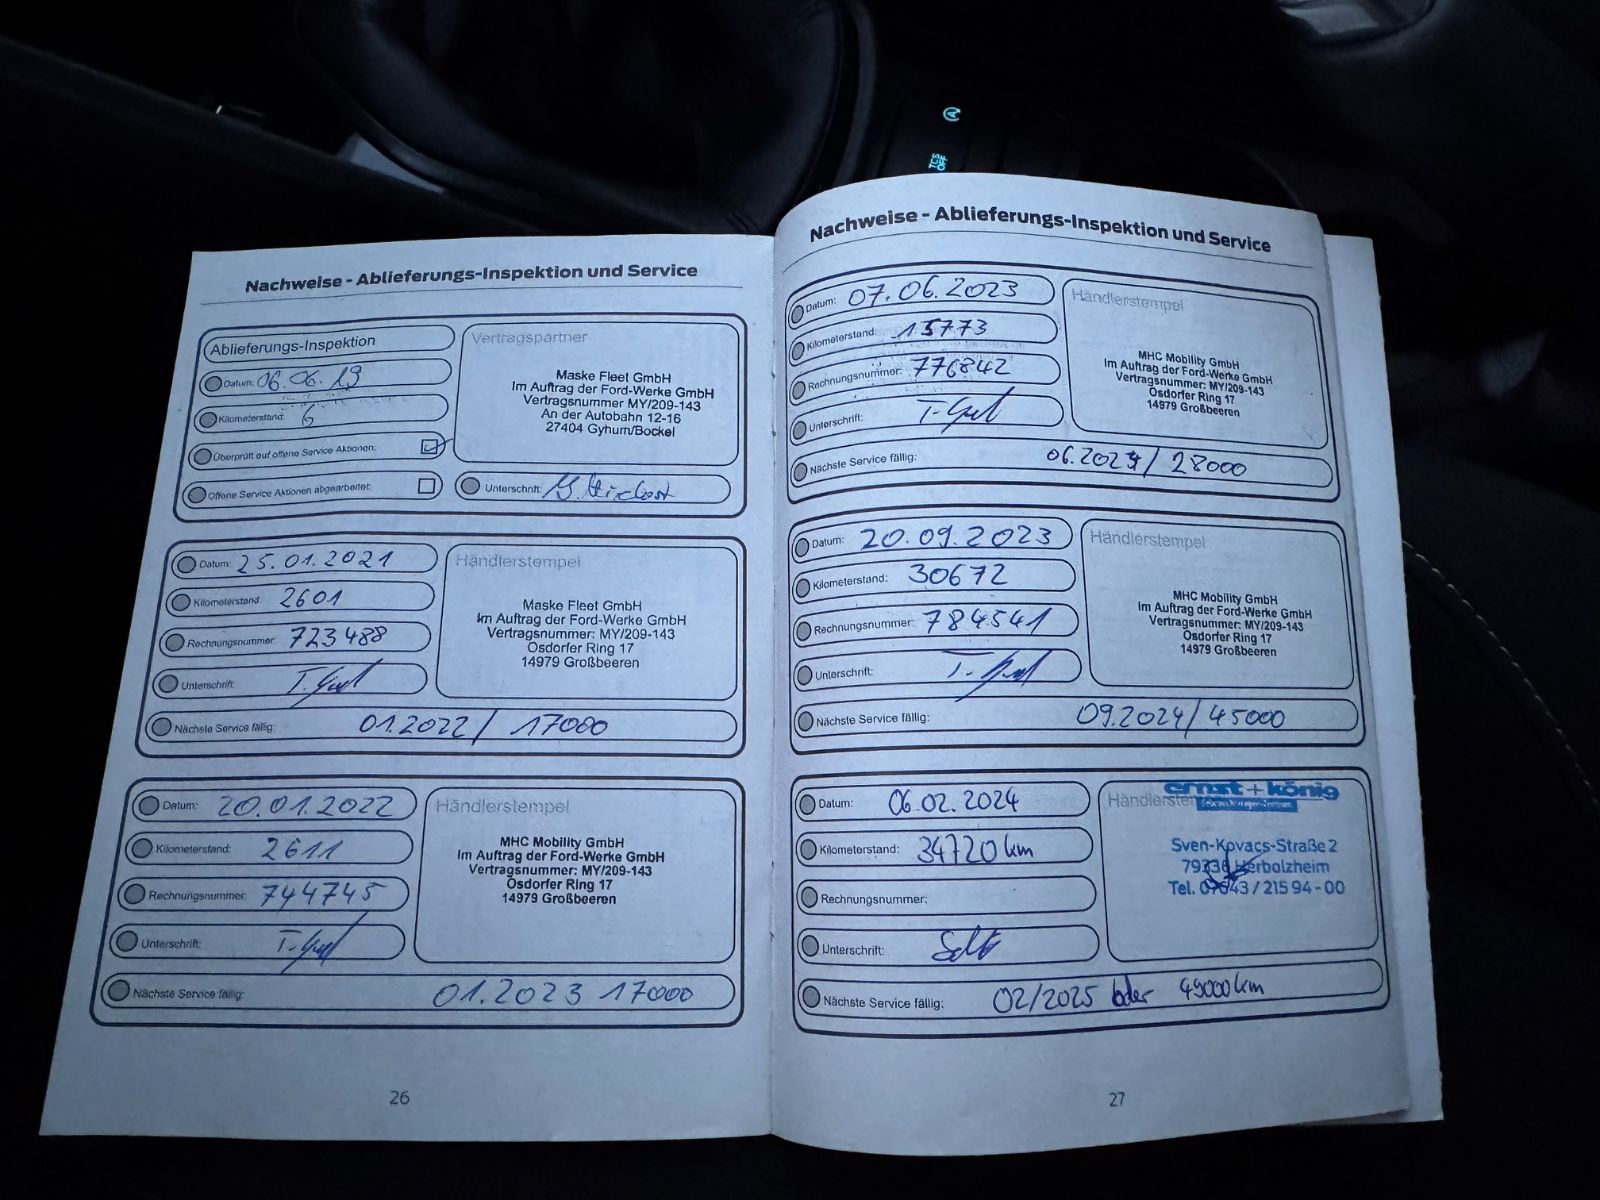 TCS
OFF
Nachweise - Ablieferungs-Inspektion und Service
Ablieferungs-Inspektion
Datum: 06.06.19
Kilometerstand: 6
Überprüft auf offene Service Aktionen:
Offene Service Aktionen abgearbeitet:
Vertragspartner
Maske Fleet GmbH
Im Auftrag der Ford-Werke GmbH
Vertragsnummer MY/209-143
An der Autobahn 12-16
27404 Gyhum/Bockel
Unterschrift:
Datum: 25.01.2021
Kilometerstand: 2601
Rechnungsnummer: 723488
Unterschrift:
Händlerstempel
Maske Fleet GmbH
Im Auftrag der Ford-Werke GmbH
Vertragsnummer: MY/209-143
Osdorfer Ring 17
14979 Großbeeren
Nächste Service fällig: 01.2022/ 17000
Datum: 20.01.2022
Kilometerstand: 2611
Rechnungsnummer: 744745
Unterschrift:
Händlerstempel
MHC Mobility GmbH
Im Auftrag der Ford-Werke GmbH
Vertragsnummer: MY/209-143
Osdorfer Ring 17
14979 Großbeeren
Nächste Service fällig: 01.2023 17000
26
Nachweise - Ablieferungs-Inspektion und Service
Datum: 07.06.2023
Kilometerstand: 15773
Rechnungsnummer: 776842
Unterschrift:
Händlerstempel
MHC Mobility GmbH
Im Auftrag der Ford-Werke GmbH
Vertragsnummer: MY/209-143
Osdorfer Ring 17
14979 Großbeeren
Nächste Service fällig: 06.2024/ 28000
Datum: 20.09.2023
Kilometerstand: 30672
Rechnungsnummer: 784541
Unterschrift:
Händlerstempel
MHC Mobility GmbH
Im Auftrag der Ford-Werke GmbH
Vertragsnummer: MY/209-143
Osdorfer Ring 17
14979 Großbeeren
Nächste Service fällig: 09.2024/45000
Datum: 06.02.2024
Kilometerstand: 34720 km
Rechnungsnummer:
Unterschrift:
ernst+könig
Sven-Kovacs-Straße 2
79336 Herbolzheim
Tel. 07643 / 215 94 - 00
Nächste Service fällig: 02/2025 oder 49000 km
27